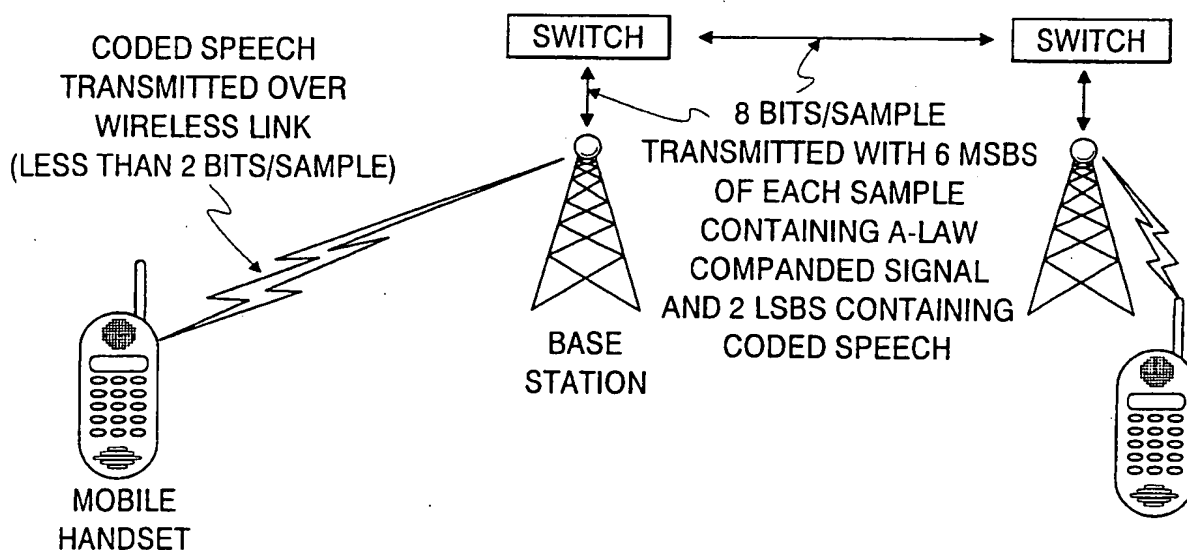 CODED SPEECH
TRANSMITTED OVER
WIRELESS LINK
(LESS THAN 2 BITS/SAMPLE)
SWITCH
SWITCH
8 BITS/SAMPLE
TRANSMITTED WITH 6 MSBS
OF EACH SAMPLE
CONTAINING A-LAW
COMPANDED SIGNAL
AND 2 LSBS CONTAINING
CODED SPEECH
BASE
STATION
MOBILE
HANDSET